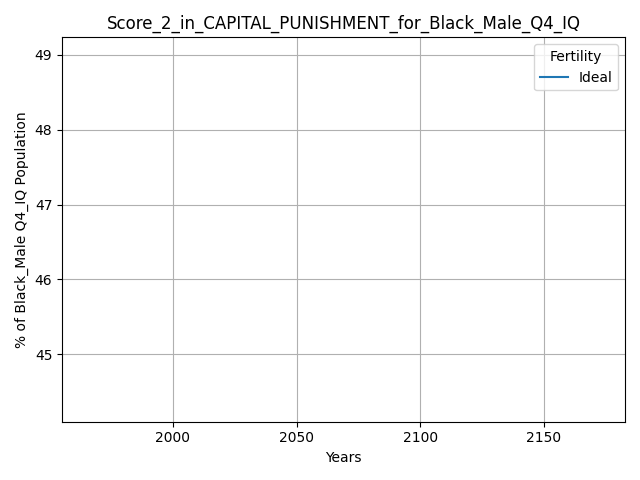 Score_2_in_CAPITAL_PUNISHMENT_for_Black_Male_Q4_IQ
Fertility
Ideal
% of Black_Male Q4_IQ Population
49
48
47
46
45
2000 2050 2100 2150
Years